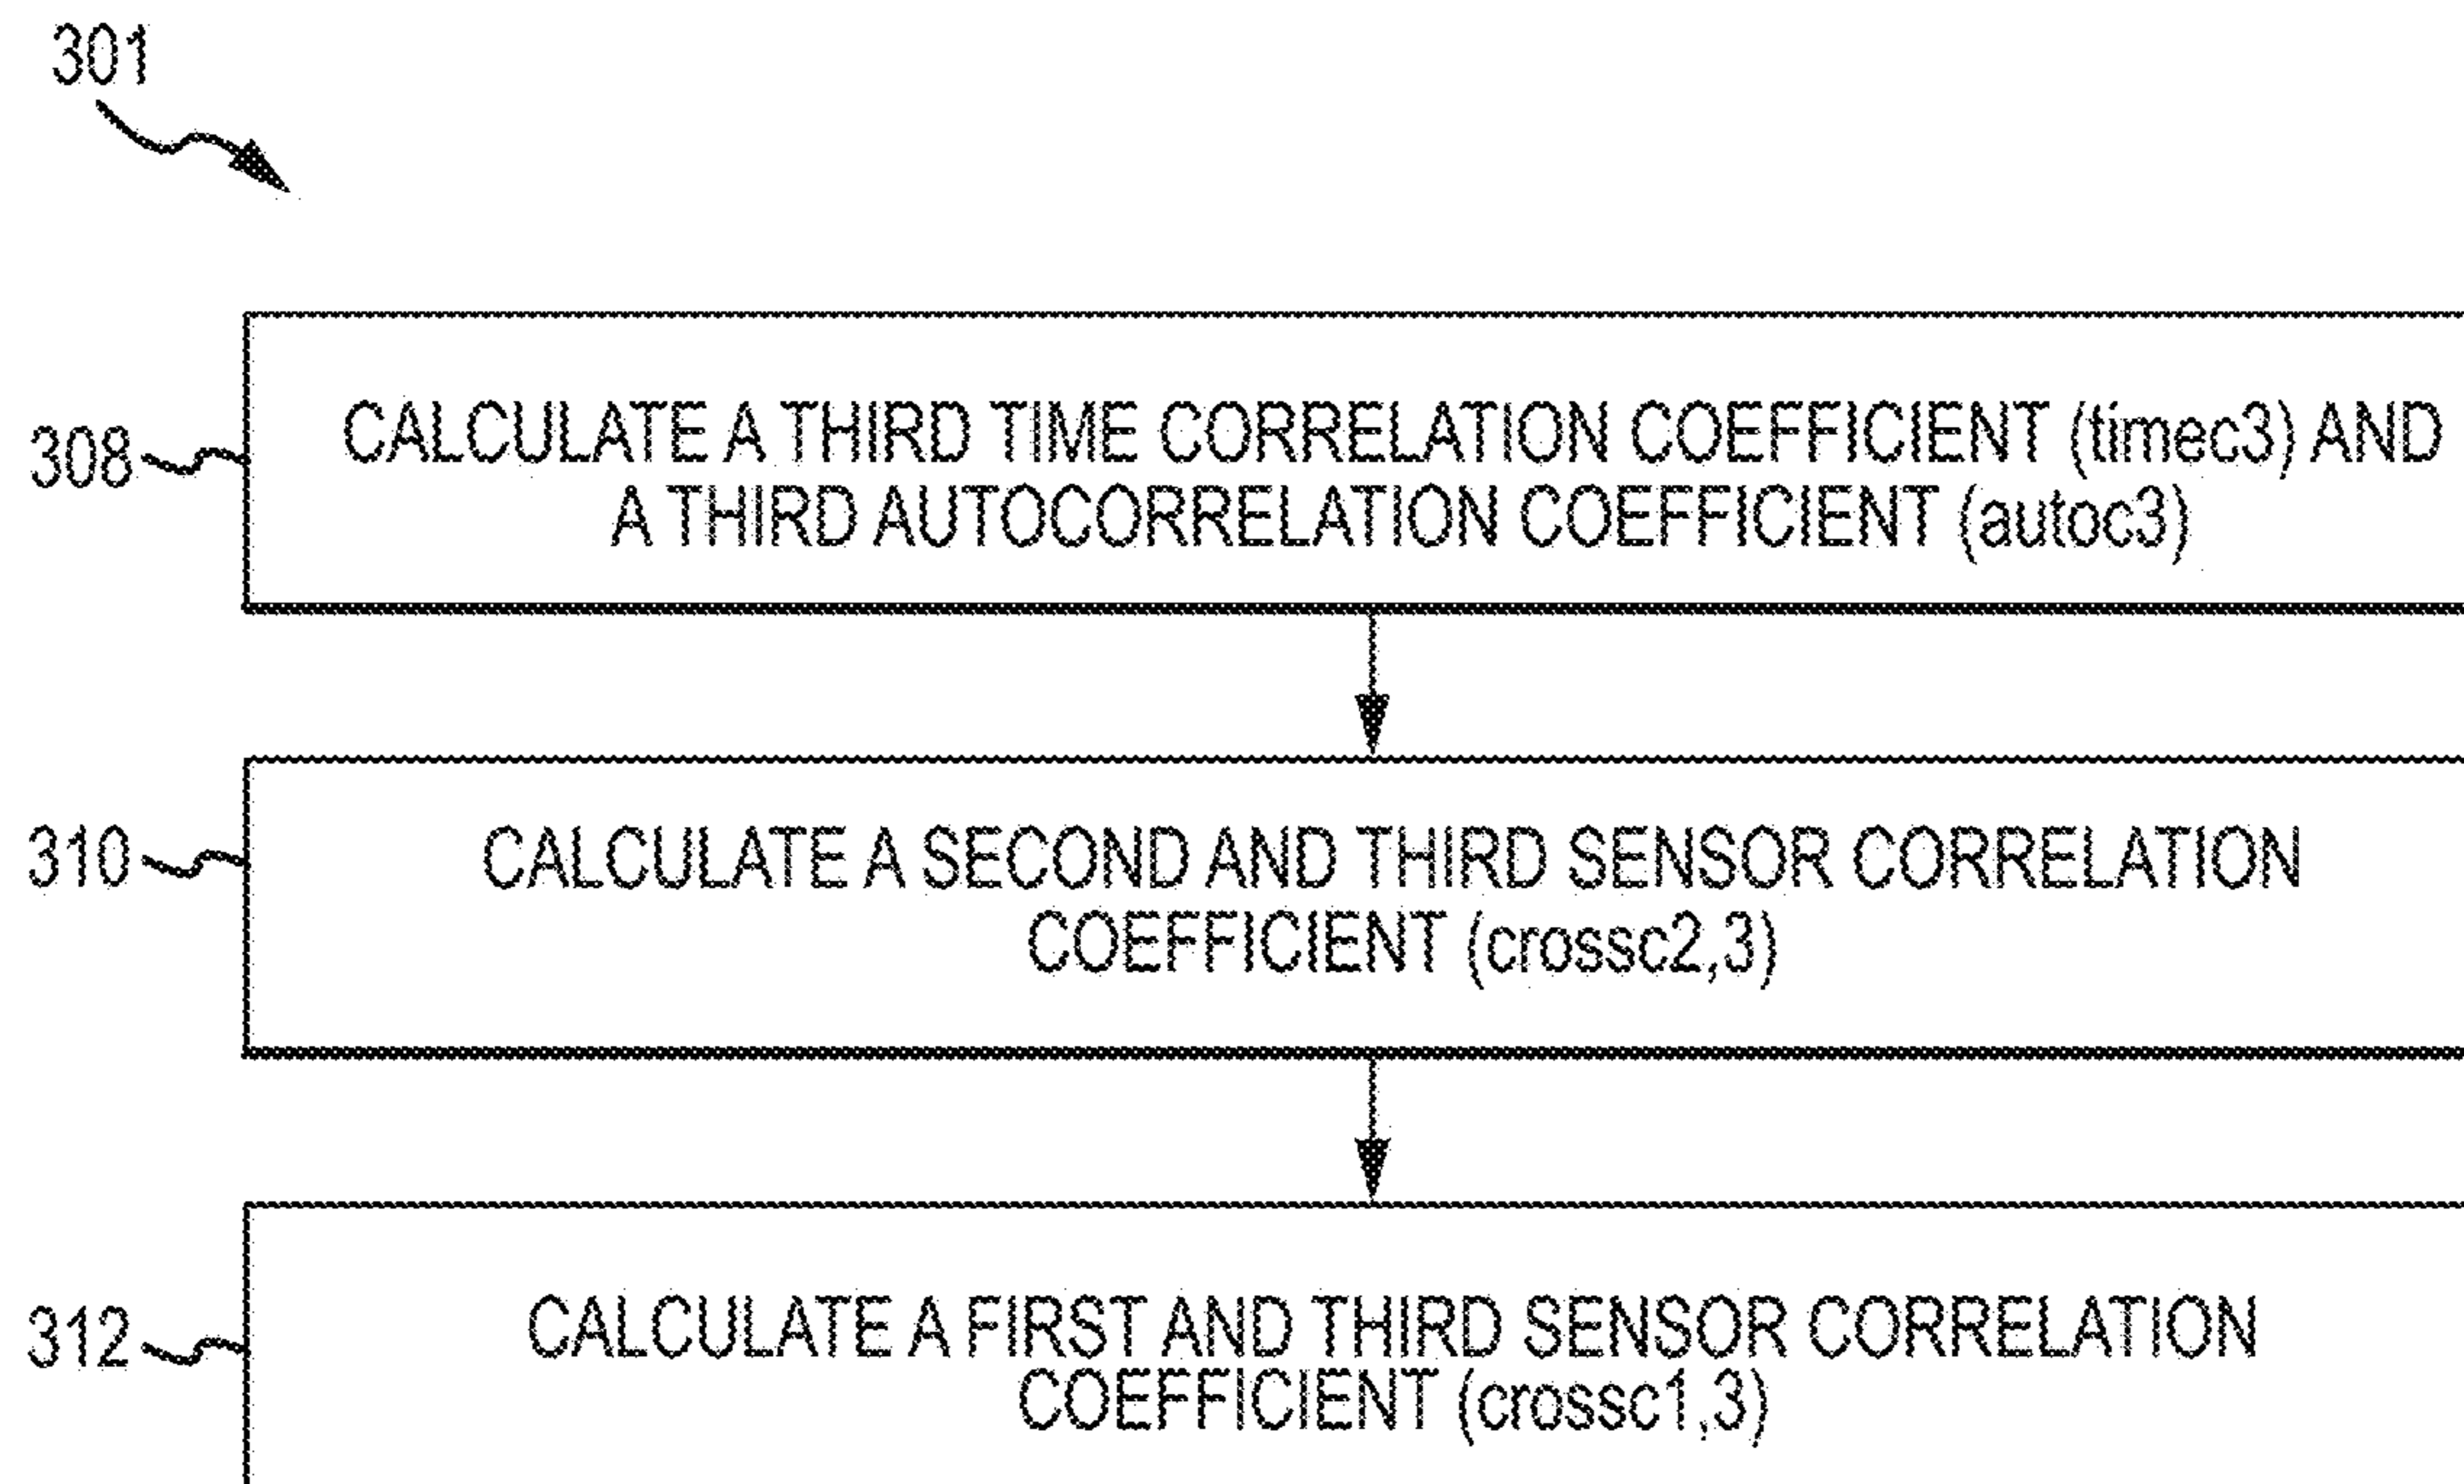 301
308
CALCULATE A THIRD TIME CORRELATION COEFFICIENT (timec3) AND
A THIRD AUTOCORRELATION COEFFICIENT (autoc3)
310
CALCULATE A SECOND AND THIRD SENSOR CORRELATION
COEFFICIENT (crossc2,3)
312
CALCULATE A FIRST AND THIRD SENSOR CORRELATION
COEFFICIENT (crossc1,3)